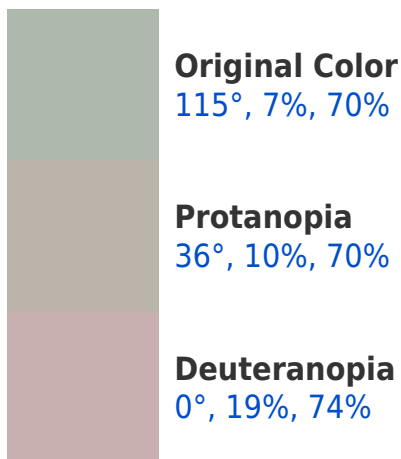 Original Color
115°, 7%, 70%
Protanopia
36°, 10%, 70%
Deuteranopia
0°, 19%, 74%